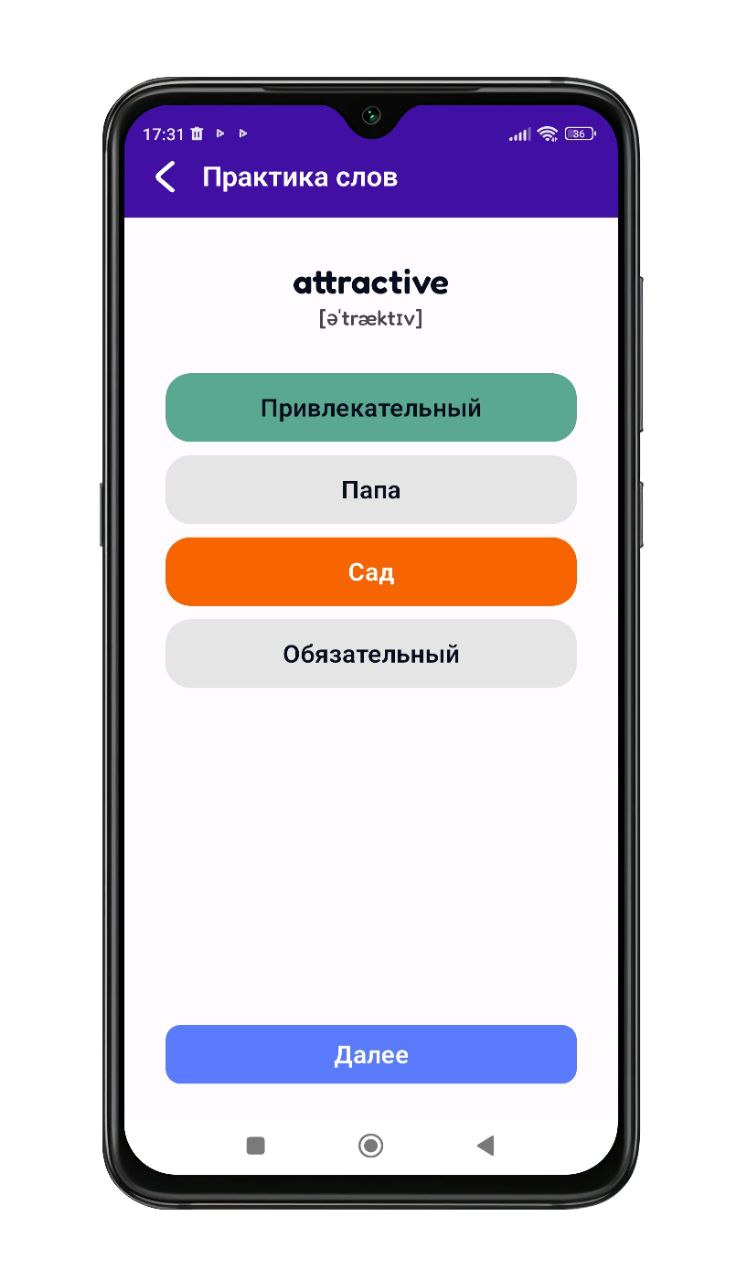 17:31 36
Практика слов
attractive
[əˈtræktɪv]
Привлекательный
Папа
Сад
Обязательный
Далее